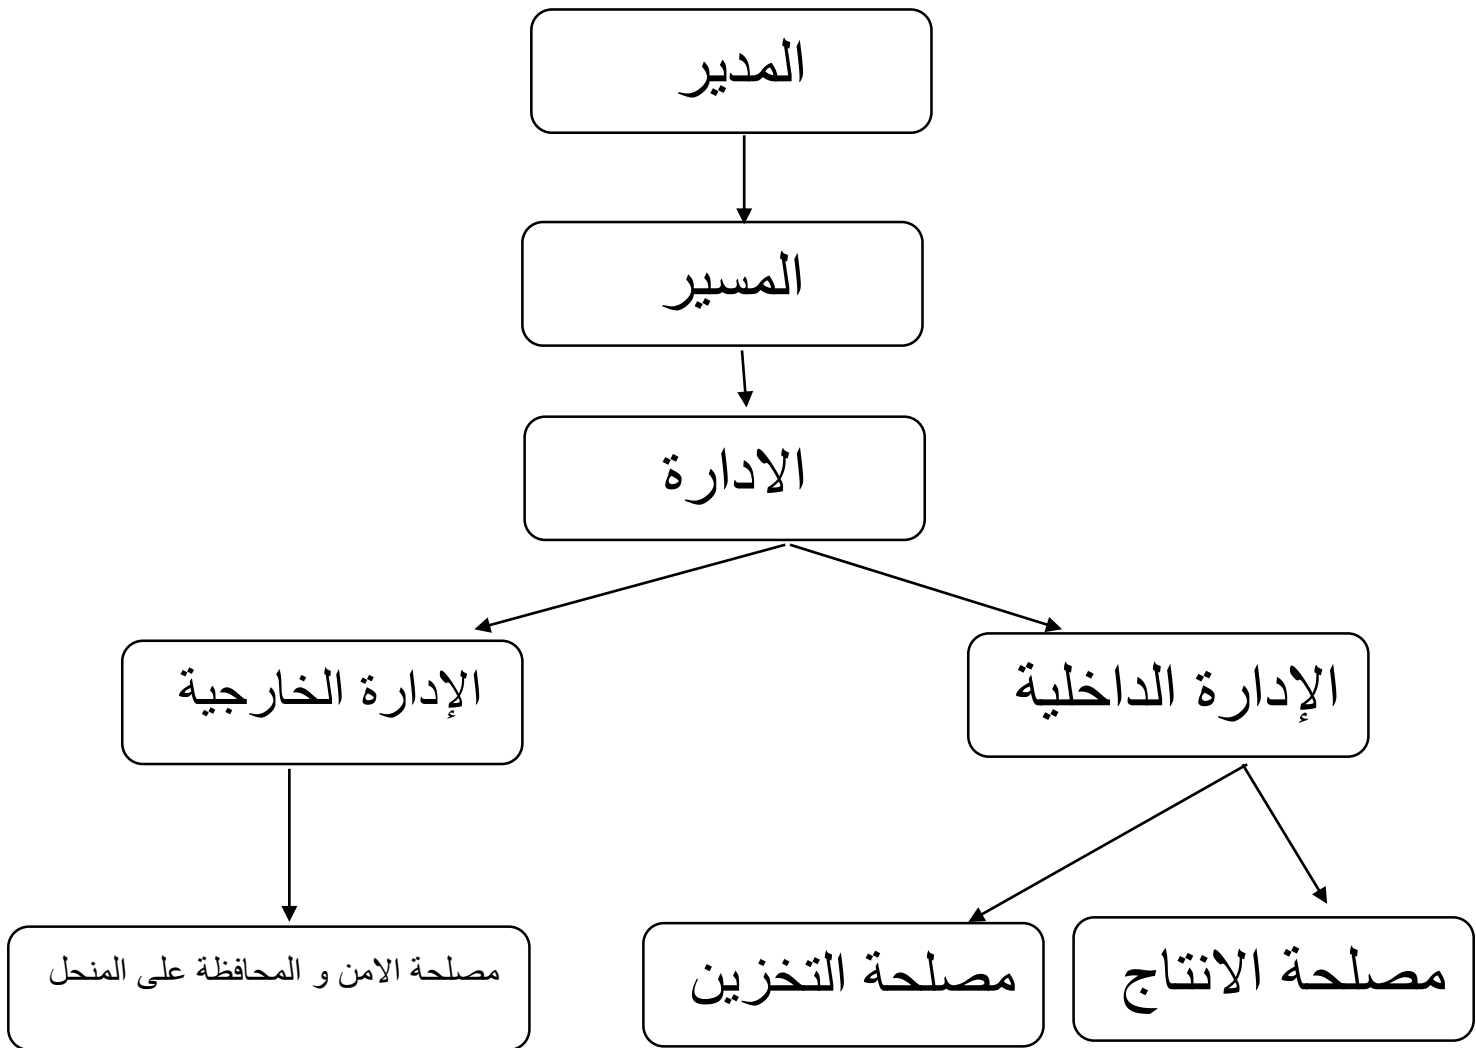 المدير
المسير
الادارة
الإدارة الداخلية
الإدارة الخارجية
مصلحة الانتاج
مصلحة التخزين
مصلحة الامن و المحافظة على المنحل